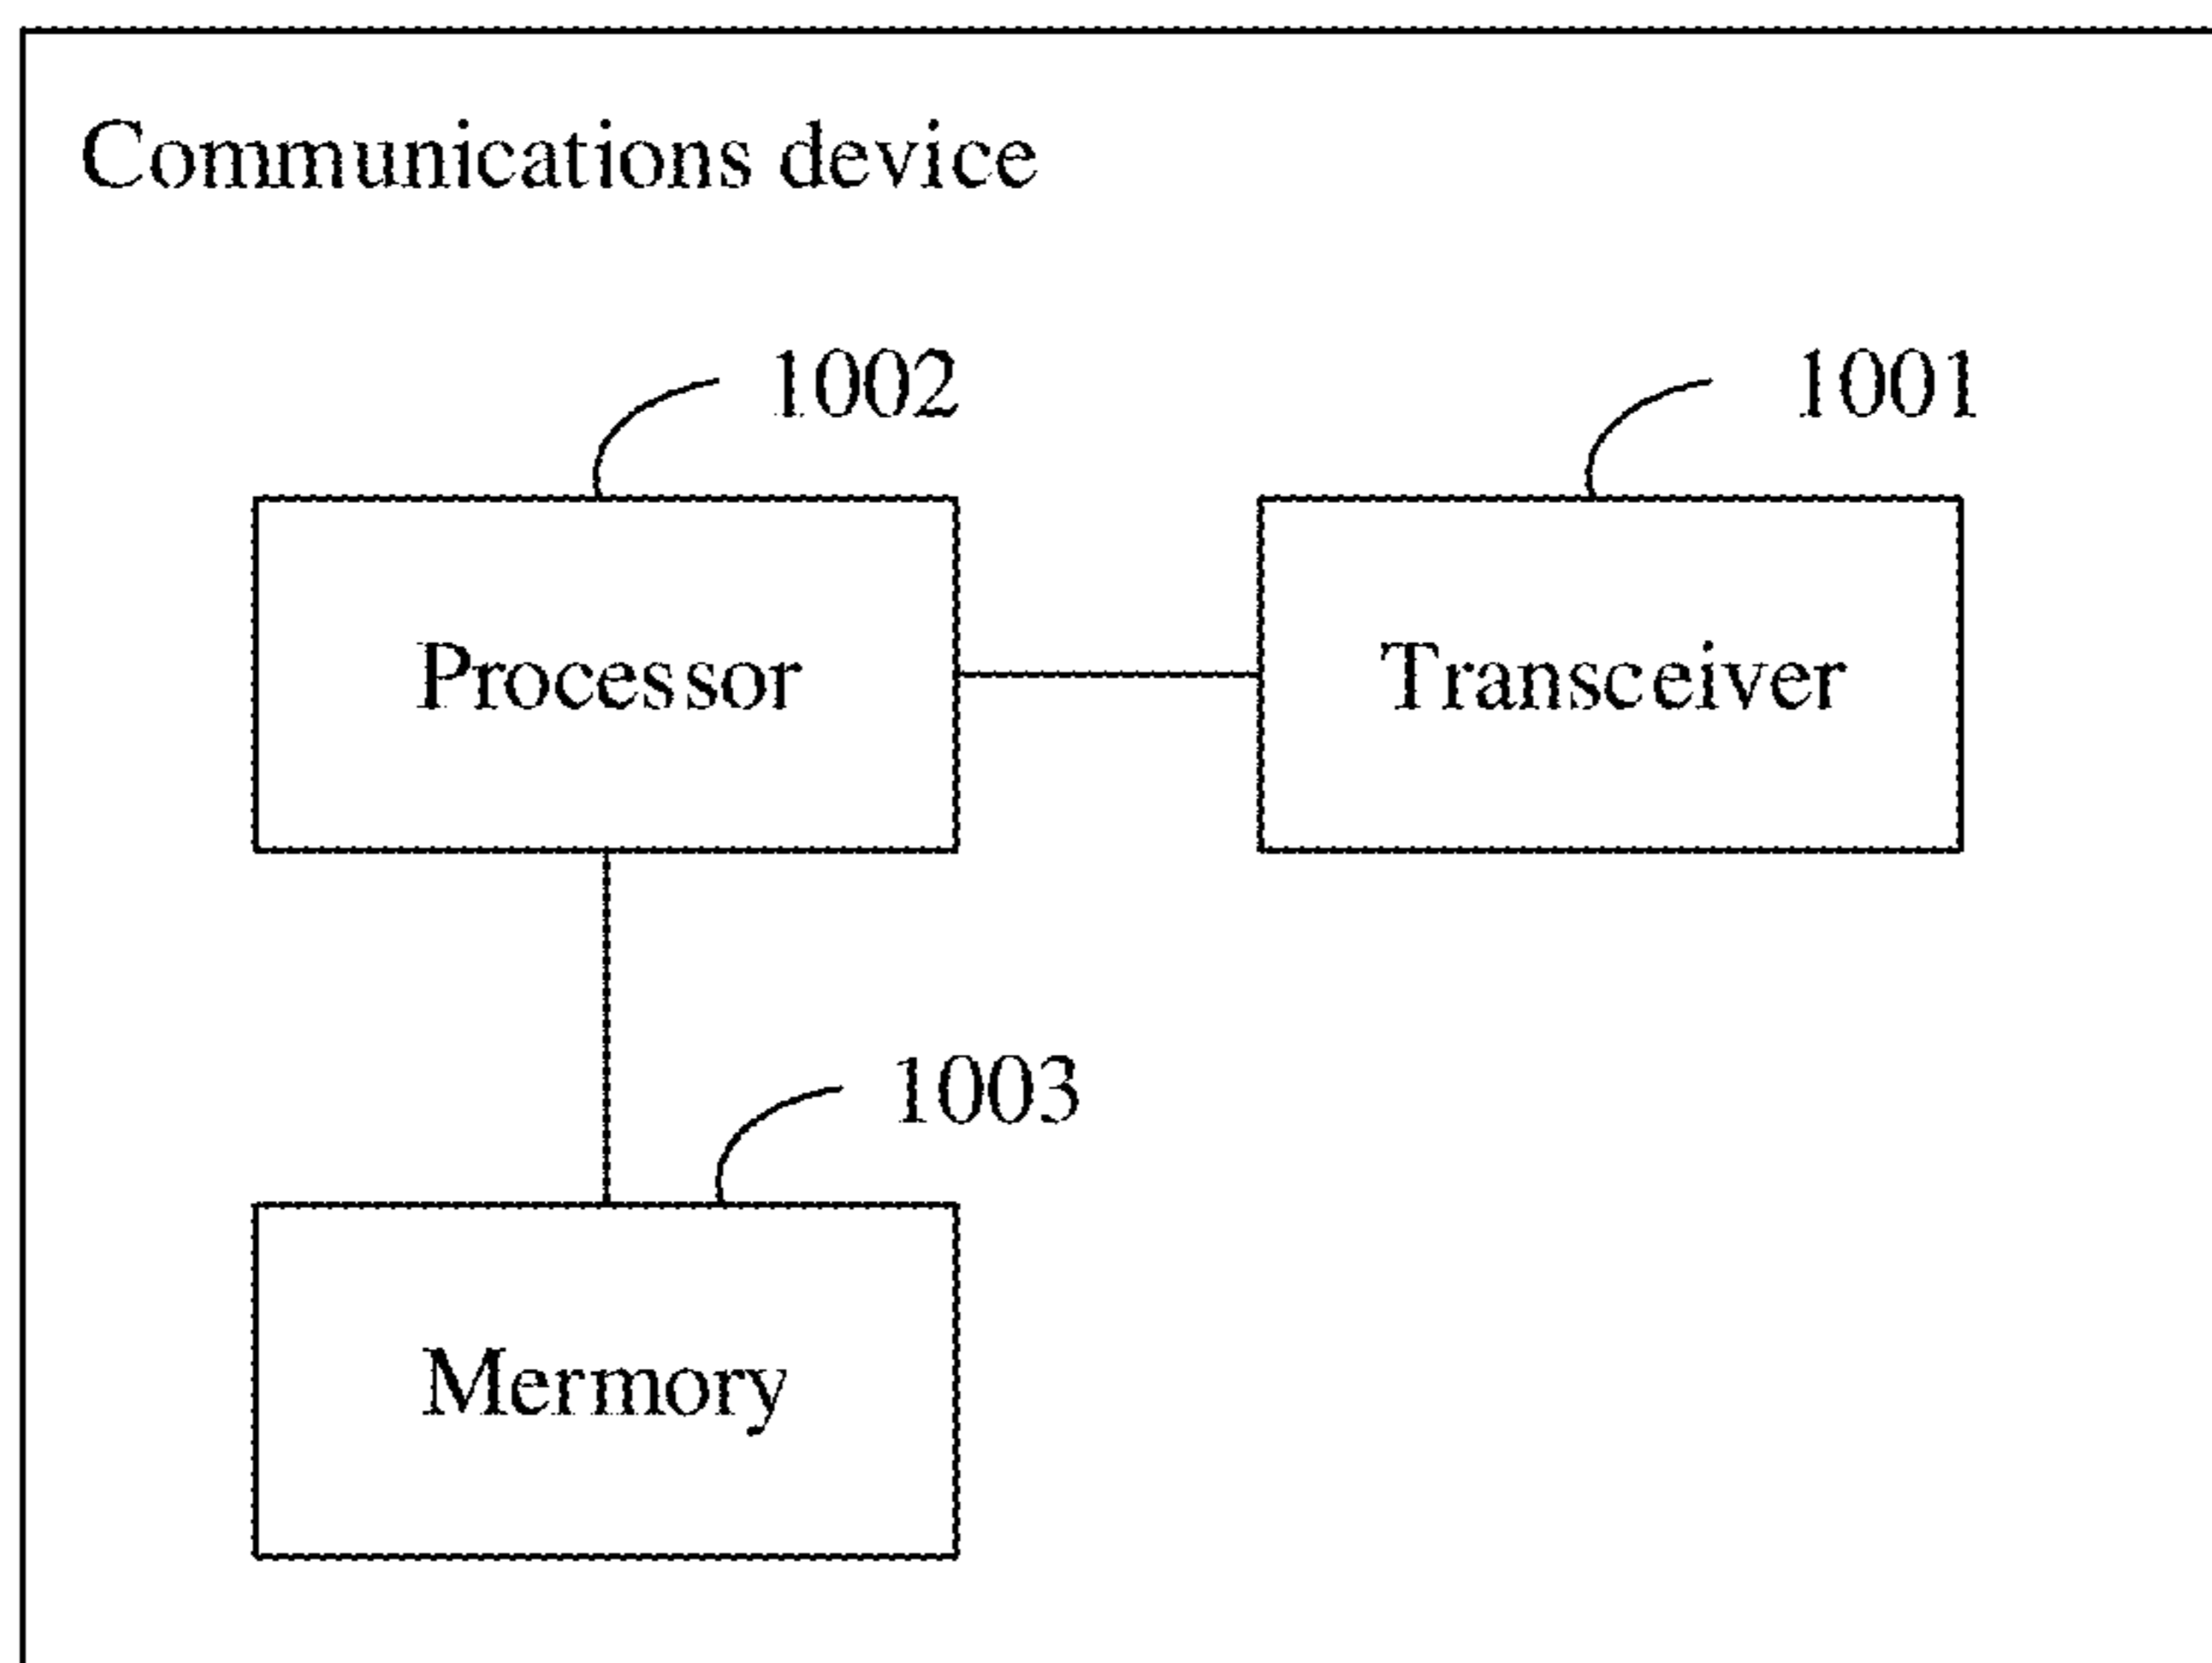 Communications device
1002
1001
Processor
Transceiver
1003
Mermory